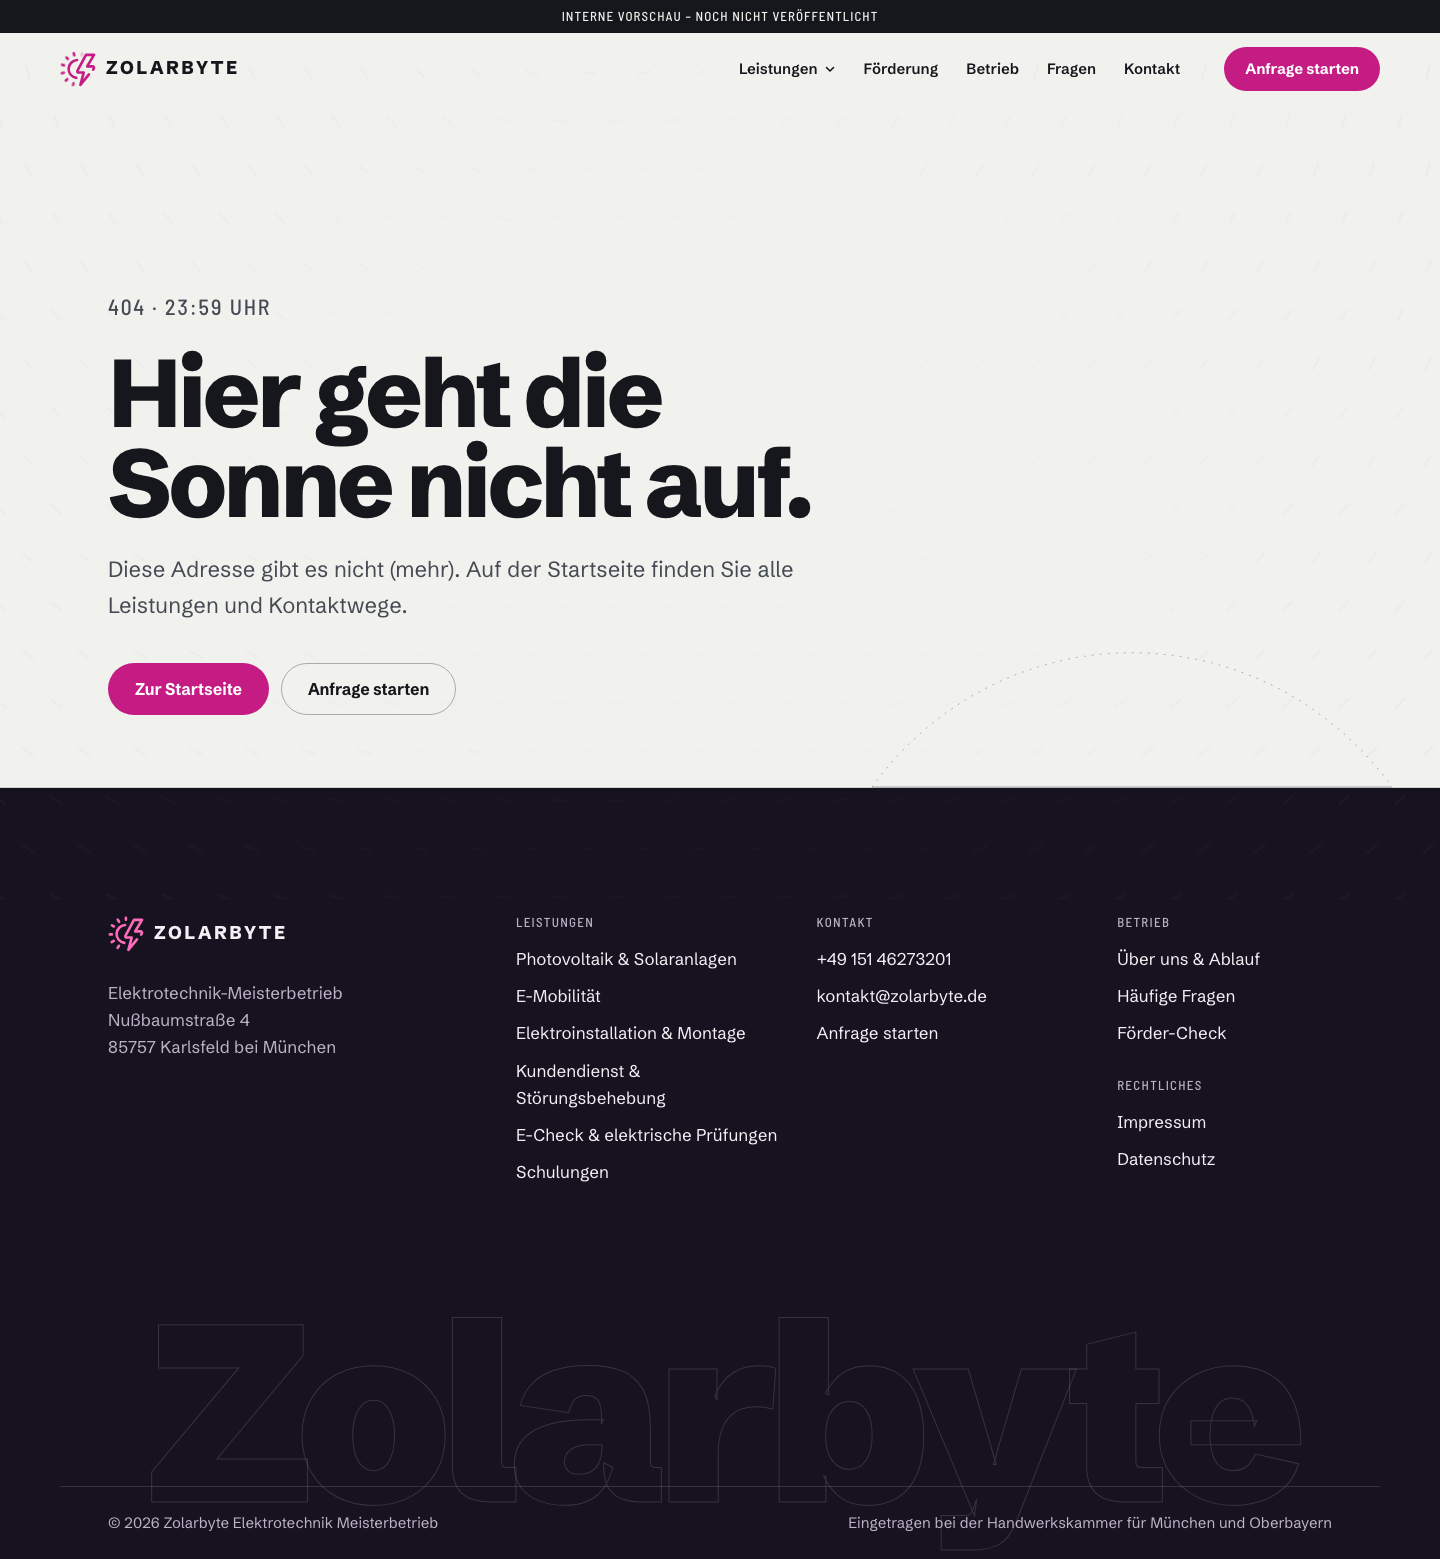 INTERNE VORSCHAU – NOCH NICHT VERÖFFENTLICHT
ZOLARBYTE
Leistungen
Förderung
Betrieb
Fragen
Kontakt
Anfrage starten
404 · 23:59 UHR
Hier geht die
Sonne nicht auf.
Diese Adresse gibt es nicht (mehr). Auf der Startseite finden Sie alle
Leistungen und Kontaktwege.
Zur Startseite
Anfrage starten
ZOLARBYTE
Elektrotechnik-Meisterbetrieb
Nußbaumstraße 4
85757 Karlsfeld bei München
LEISTUNGEN
Photovoltaik & Solaranlagen
E-Mobilität
Elektroinstallation & Montage
Kundendienst &
Störungsbehebung
E-Check & elektrische Prüfungen
Schulungen
KONTAKT
+49 151 46273201
kontakt@zolarbyte.de
Anfrage starten
BETRIEB
Über uns & Ablauf
Häufige Fragen
Förder-Check
RECHTLICHES
Impressum
Datenschutz
Zolarbyte
© 2026 Zolarbyte Elektrotechnik Meisterbetrieb
Eingetragen bei der Handwerkskammer für München und Oberbayern